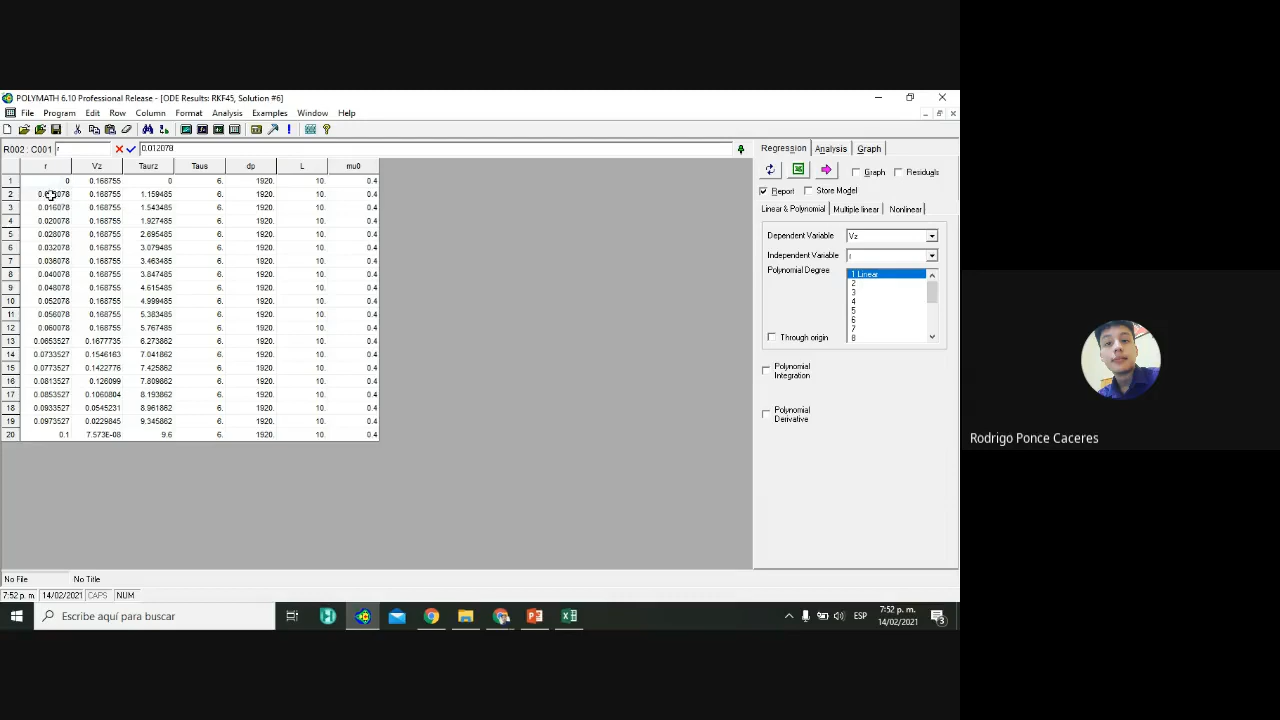 POLYMATH 6.10 Professional Release - [ODE Results: RKF45, Solution #6]
File Program Edit Row Column Format Analysis Examples Window Help
R002 : C001 r 0.012078
r Vz Taurz Taus dp L mu0
1 0 0.168755 0 6. 1920. 10. 0.4
2 0.012078 0.168755 1.159485 6. 1920. 10. 0.4
3 0.016078 0.168755 1.543485 6. 1920. 10. 0.4
4 0.020078 0.168755 1.927485 6. 1920. 10. 0.4
5 0.028078 0.168755 2.695485 6. 1920. 10. 0.4
6 0.032078 0.168755 3.079485 6. 1920. 10. 0.4
7 0.036078 0.168755 3.463485 6. 1920. 10. 0.4
8 0.040078 0.168755 3.847485 6. 1920. 10. 0.4
9 0.048078 0.168755 4.615485 6. 1920. 10. 0.4
10 0.052078 0.168755 4.999485 6. 1920. 10. 0.4
11 0.056078 0.168755 5.383485 6. 1920. 10. 0.4
12 0.060078 0.168755 5.767485 6. 1920. 10. 0.4
13 0.0653527 0.1677735 6.273862 6. 1920. 10. 0.4
14 0.0733527 0.1546163 7.041862 6. 1920. 10. 0.4
15 0.0773527 0.1422776 7.425862 6. 1920. 10. 0.4
16 0.0813527 0.126099 7.809862 6. 1920. 10. 0.4
17 0.0853527 0.1060804 8.193862 6. 1920. 10. 0.4
18 0.0933527 0.0545231 8.961862 6. 1920. 10. 0.4
19 0.0973527 0.0229845 9.345862 6. 1920. 10. 0.4
20 0.1 7.573E-08 9.6 6. 1920. 10. 0.4
Regression Analysis Graph
Graph Residuals
Report Store Model
Linear & Polynomial Multiple linear Nonlinear
Dependent Variable Vz
Independent Variable r
Polynomial Degree 1 Linear
2
3
4
5
6
7
8
Through origin
Polynomial
Integration
Polynomial
Derivative
Rodrigo Ponce Caceres
No File No Title
7:52 p. m. 14/02/2021 CAPS NUM
Escribe aquí para buscar
ESP
7:52 p. m.
14/02/2021
3